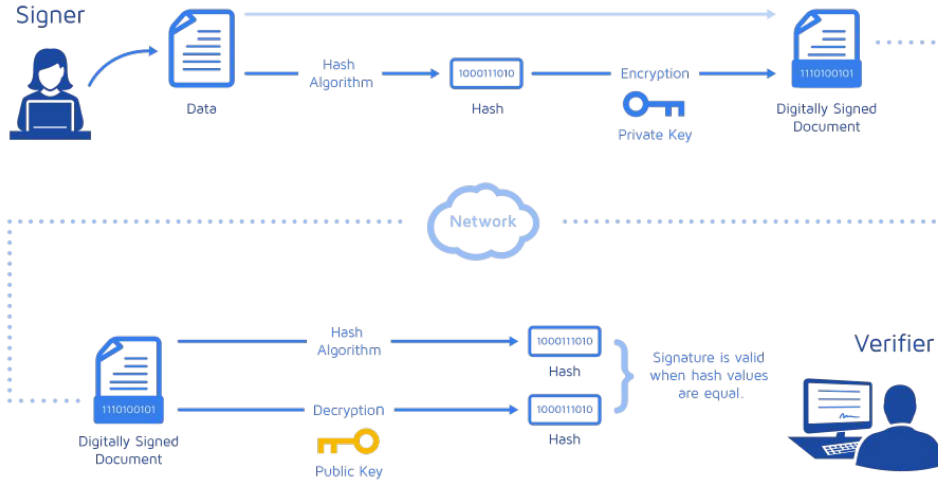 Signer
Hash
Algorithm
1000111010
Encryption
1110100101
Data
Hash
Private Key
Digitally Signed
Document
Network
Hash
Algorithm
1000111010
Hash
Verifier
Signature is valid
when hash values
are equal.
1110100101
Decryption
1000111010
Hash
Digitally Signed
Document
Public Key